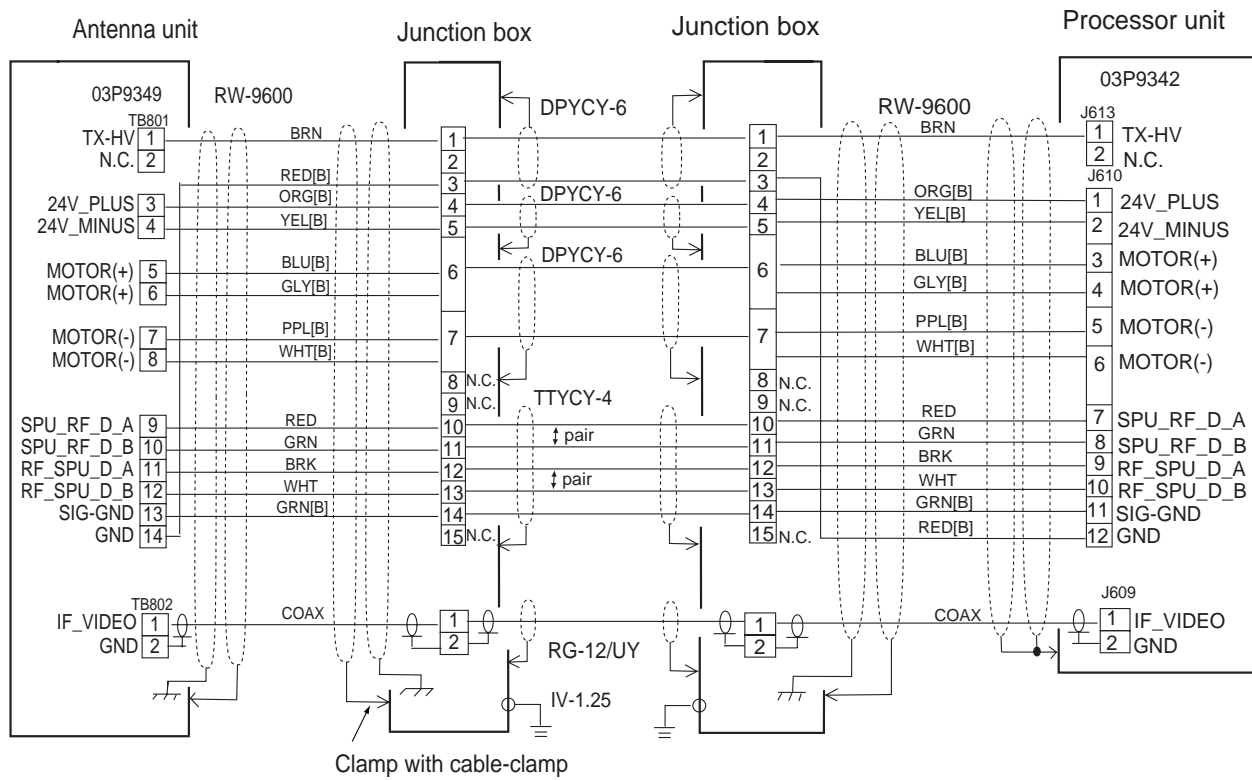 Antenna unit
Junction box
Junction box
Processor unit
03P9349
RW-9600
DPYCY-6
RW-9600
03P9342
TB801
J613
TX-HV 1 BRN 1 1 BRN 1 TX-HV
N.C. 2 2 2 2 N.C.
J610
RED[B] 3 DPYCY-6 3
24V_PLUS 3 ORG[B] 4 4 ORG[B] 1 24V_PLUS
24V_MINUS 4 YEL[B] 5 5 YEL[B] 2 24V_MINUS
DPYCY-6
MOTOR(+) 5 BLU[B] 6 6 BLU[B] 3 MOTOR(+)
MOTOR(+) 6 GLY[B] GLY[B] 4 MOTOR(+)
MOTOR(-) 7 PPL[B] 7 7 PPL[B] 5 MOTOR(-)
MOTOR(-) 8 WHT[B] WHT[B] 6 MOTOR(-)
8 N.C. 8 N.C.
9 N.C. TTYCY-4 9 N.C.
SPU_RF_D_A 9 RED 10 10 RED 7 SPU_RF_D_A
pair
SPU_RF_D_B 10 GRN 11 11 GRN 8 SPU_RF_D_B
RF_SPU_D_A 11 BRK 12 12 BRK 9 RF_SPU_D_A
pair
RF_SPU_D_B 12 WHT 13 13 WHT 10 RF_SPU_D_B
SIG-GND 13 GRN[B] 14 14 GRN[B] 11 SIG-GND
GND 14 15 N.C. 15 N.C. RED[B] 12 GND
TB802
J609
IF_VIDEO 1 COAX 1 1 COAX 1 IF_VIDEO
GND 2 2 2 2 GND
RG-12/UY
IV-1.25
Clamp with cable-clamp